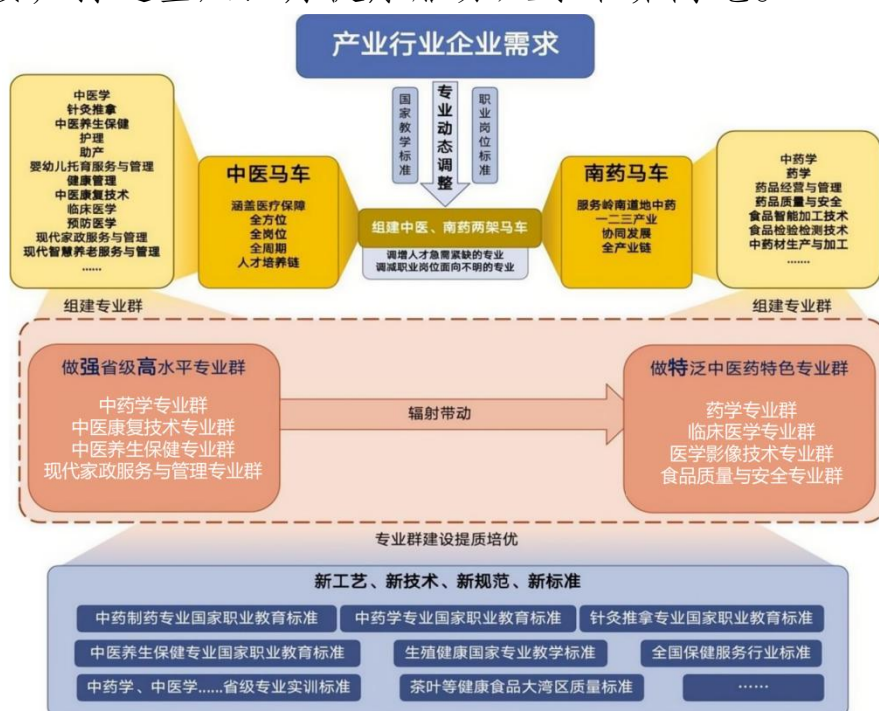 产业行业企业需求
国家教学标准
专业动态调整
职业岗位标准
中医学
针灸推拿
中医养生保健
护理
助产
婴幼儿托育服务与管理
健康管理
中医康复技术
临床医学
预防医学
现代家政服务与管理
现代智慧养老服务与管理
……
中医马车
涵盖医疗保障
全方位
全岗位
全周期
人才培养链
组建中医、南药两架马车
调增人才急需紧缺的专业
调减职业岗位面向不明的专业
南药马车
服务岭南道地中药
一二三产业
协同发展
全产业链
中药学
药学
药品经营与管理
药品质量与安全
食品智能加工技术
食品检验检测技术
中药材生产与加工
……
组建专业群
组建专业群
做强省级高水平专业群
中药学专业群
中医康复技术专业群
中医养生保健专业群
现代家政服务与管理专业群
辐射带动
做特泛中医药特色专业群
药学专业群
临床医学专业群
医学影像技术专业群
食品质量与安全专业群
专业群建设提质培优
新工艺、新技术、新规范、新标准
中药制药专业国家职业教育标准
中药学专业国家职业教育标准
针灸推拿专业国家职业教育标准
中医养生保健专业国家职业教育标准
生殖健康国家专业教学标准
全国保健服务行业标准
中药学、中医学……省级专业实训标准
茶叶等健康食品大湾区质量标准
……